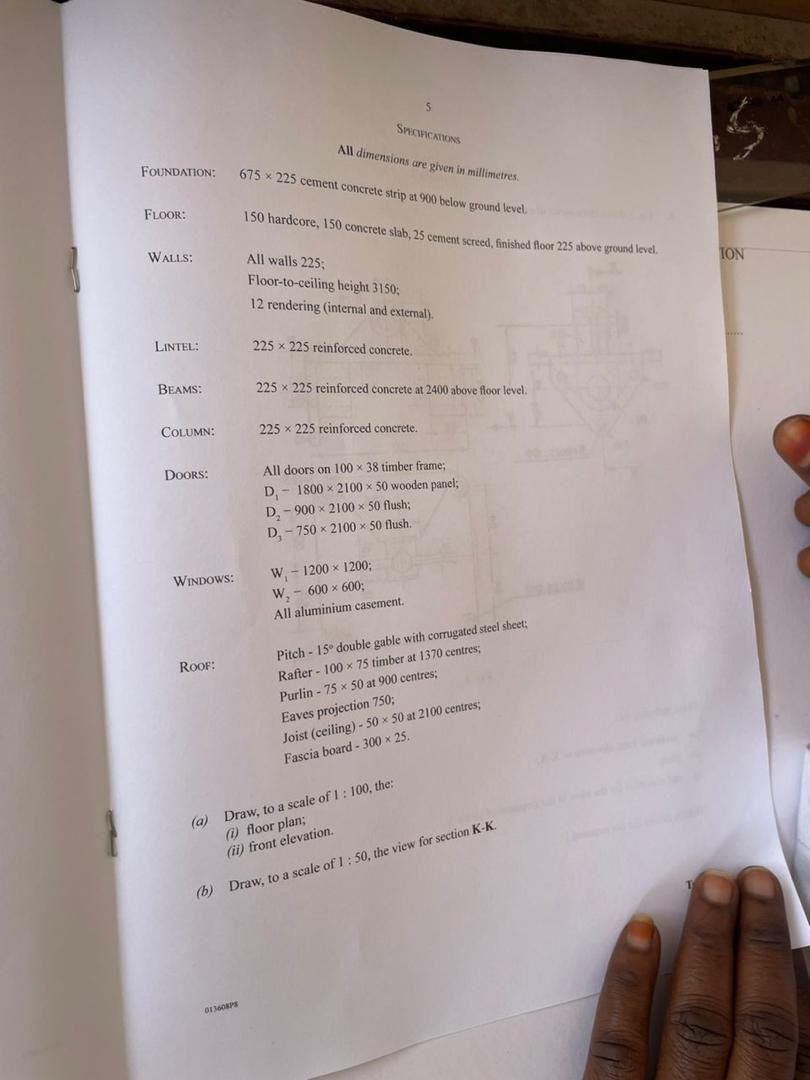 5
SPECIFICATIONS
All dimensions are given in millimetres.
FOUNDATION: 675 × 225 cement concrete strip at 900 below ground level.
FLOOR: 150 hardcore, 150 concrete slab, 25 cement screed, finished floor 225 above ground level.
WALLS: All walls 225;
Floor-to-ceiling height 3150;
12 rendering (internal and external).
LINTEL: 225 × 225 reinforced concrete.
BEAMS: 225 × 225 reinforced concrete at 2400 above floor level.
COLUMN: 225 × 225 reinforced concrete.
DOORS: All doors on 100 × 38 timber frame;
D₁ – 1800 × 2100 × 50 wooden panel;
D₂ – 900 × 2100 × 50 flush;
D₃ – 750 × 2100 × 50 flush.
WINDOWS: W₁ – 1200 × 1200;
W₂ – 600 × 600;
All aluminium casement.
ROOF: Pitch - 15º double gable with corrugated steel sheet;
Rafter - 100 × 75 timber at 1370 centres;
Purlin - 75 × 50 at 900 centres;
Eaves projection 750;
Joist (ceiling) - 50 × 50 at 2100 centres;
Fascia board - 300 × 25.
(a) Draw, to a scale of 1 : 100, the:
(i) floor plan;
(ii) front elevation.
(b) Draw, to a scale of 1 : 50, the view for section K-K.
013608P8
ION